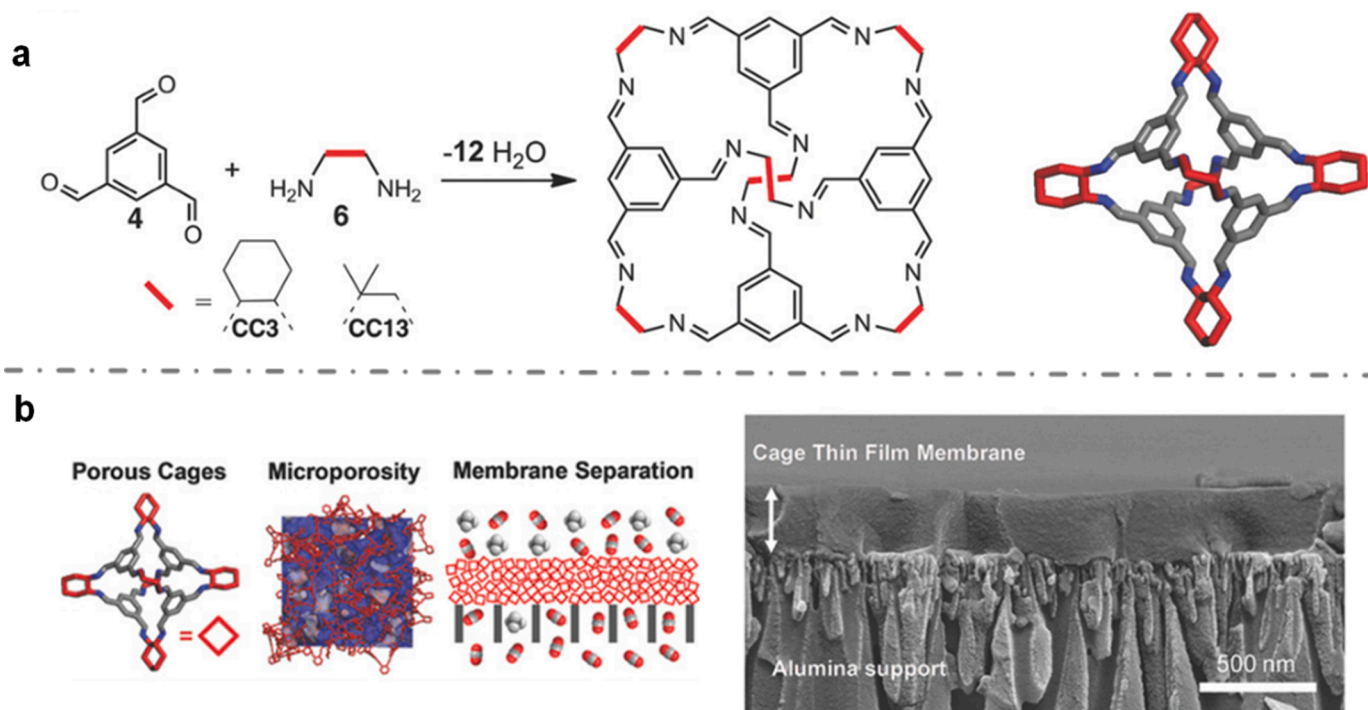 a
O
O
O
4
+
H2N
NH2
6
-12 H2O
=
CC3
CC13
N
N
N
N
N
N
N
N
N
N
N
N
b
Porous Cages
Microporosity
Membrane Separation
=
Cage Thin Film Membrane
Alumina support
500 nm